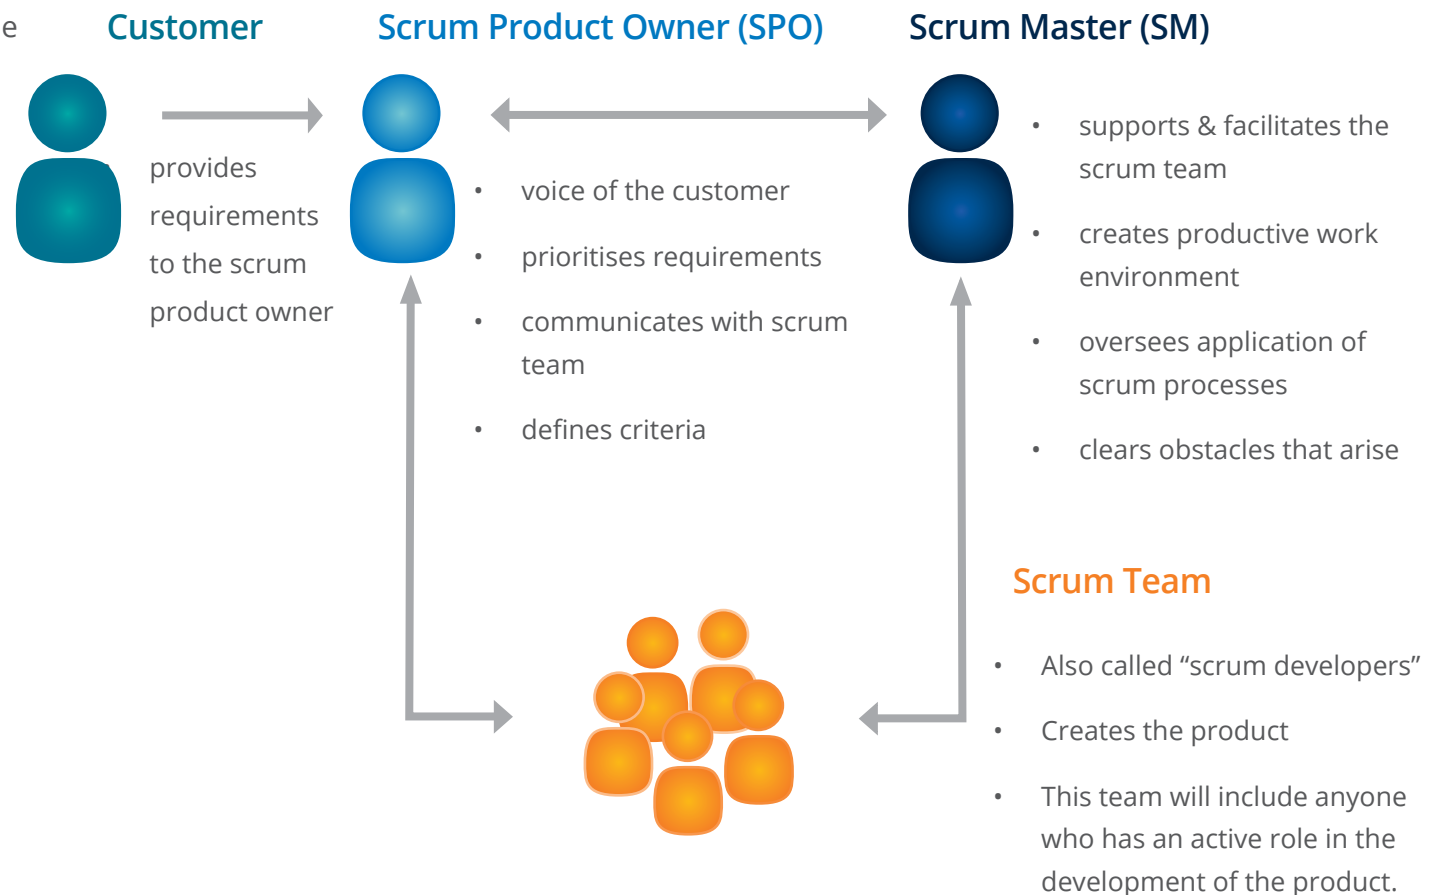 e
Customer
Scrum Product Owner (SPO)
Scrum Master (SM)
provides
requirements
to the scrum
product owner
• voice of the customer
• prioritises requirements
• communicates with scrum
team
• defines criteria
• supports & facilitates the
scrum team
• creates productive work
environment
• oversees application of
scrum processes
• clears obstacles that arise
Scrum Team
• Also called “scrum developers”
• Creates the product
• This team will include anyone
who has an active role in the
development of the product.